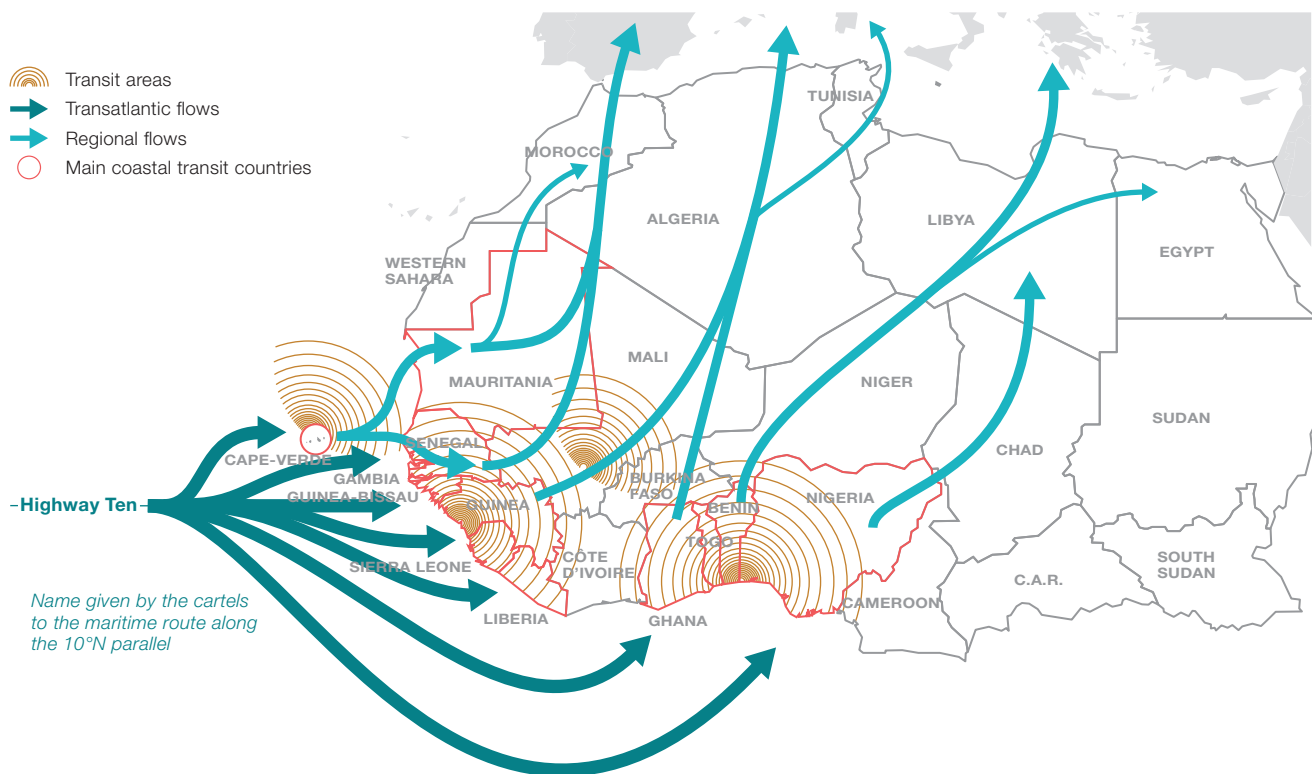 Transit areas
Transatlantic flows
Regional flows
Main coastal transit countries
TUNISIA
MOROCCO
ALGERIA
LIBYA
EGYPT
WESTERN
SAHARA
MALI
MAURITANIA
NIGER
SUDAN
CHAD
SENEGAL
CAPE-VERDE
GAMBIA
BURKINA
FASO
GUINEA-BISSAU
GUINEA
NIGERIA
BENIN
–Highway Ten–
TOGO
CÔTE
D'IVOIRE
SIERRA LEONE
SOUTH
SUDAN
C.A.R.
CAMEROON
LIBERIA
GHANA
Name given by the cartels
to the maritime route along
the 10°N parallel